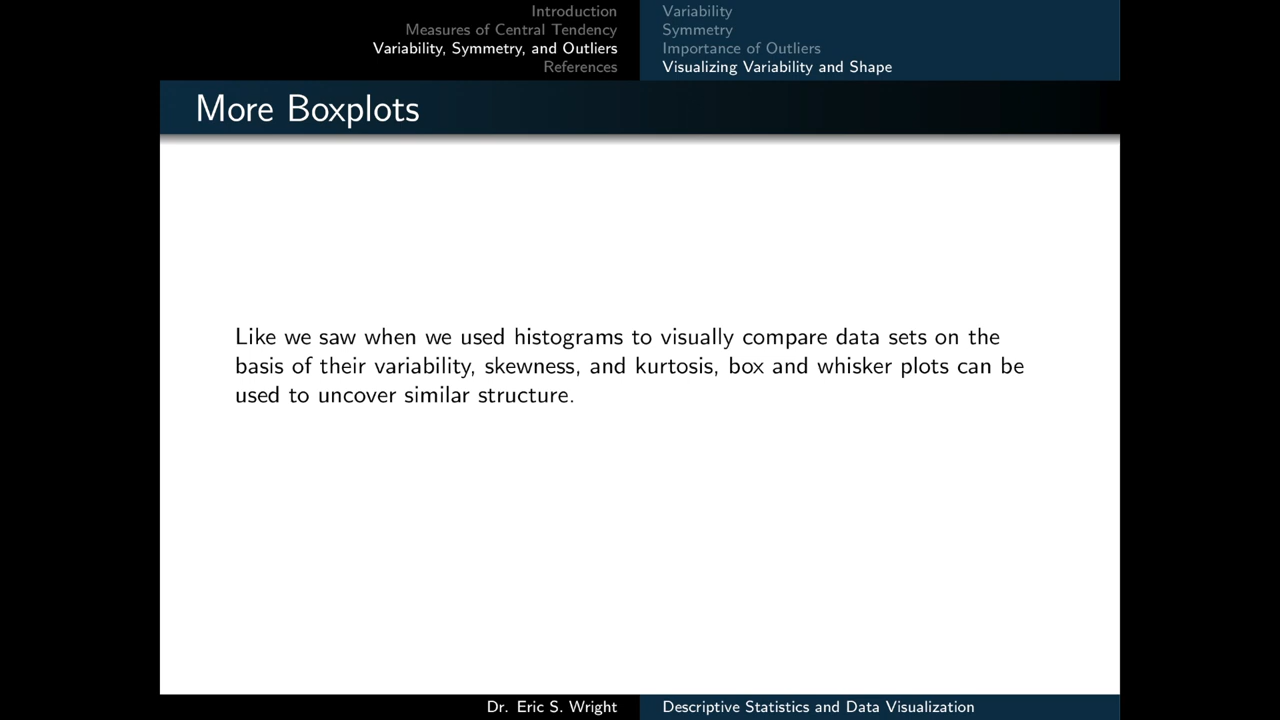 Introduction
Measures of Central Tendency
Variability, Symmetry, and Outliers
References
Variability
Symmetry
Importance of Outliers
Visualizing Variability and Shape
More Boxplots
Like we saw when we used histograms to visually compare data sets on the
basis of their variability, skewness, and kurtosis, box and whisker plots can be
used to uncover similar structure.
Dr. Eric S. Wright
Descriptive Statistics and Data Visualization